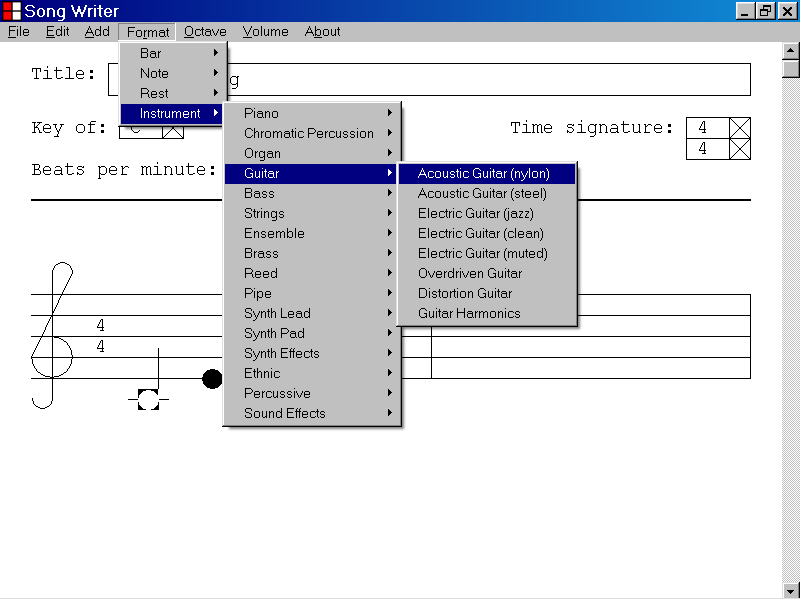 Song Writer
File Edit Add Format Octave Volume About
Bar
Note
Rest
Instrument
Title: g
Piano
Chromatic Percussion
Organ
Guitar
Bass
Strings
Ensemble
Brass
Reed
Pipe
Synth Lead
Synth Pad
Synth Effects
Ethnic
Percussive
Sound Effects
Acoustic Guitar (nylon)
Acoustic Guitar (steel)
Electric Guitar (jazz)
Electric Guitar (clean)
Electric Guitar (muted)
Overdriven Guitar
Distortion Guitar
Guitar Harmonics
Key of:
Time signature: 4
4
Beats per minute:
4
4